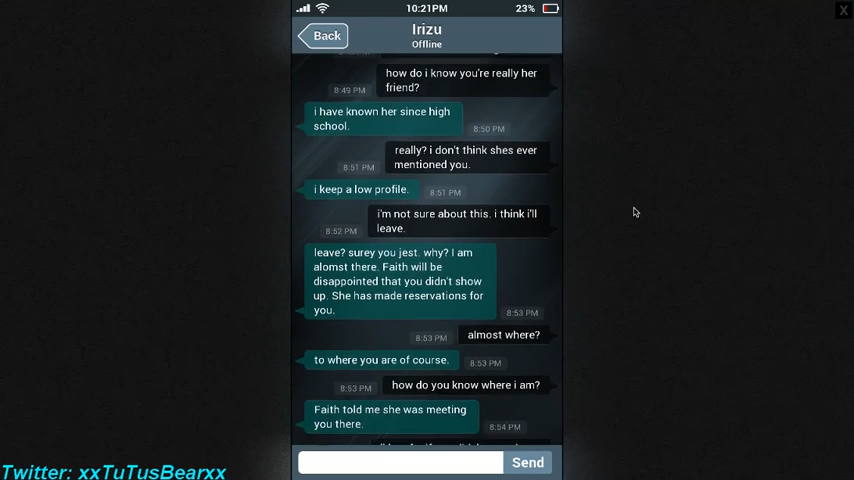 10:21PM
23%
X
Back
Irizu
Offline
how do i know you're really her
friend?
8:49 PM
i have known her since high
school.
8:50 PM
really? i don't think shes ever
mentioned you.
8:51 PM
i keep a low profile.
8:51 PM
i'm not sure about this. i think i'll
leave.
8:52 PM
leave? surey you jest. why? I am
alomst there. Faith will be
disappointed that you didn't show
up. She has made reservations for
you.
8:53 PM
almost where?
8:53 PM
to where you are of course.
8:53 PM
how do you know where i am?
8:53 PM
Faith told me she was meeting
you there.
8:54 PM
Send
Twitter: xxTuTusBearxx